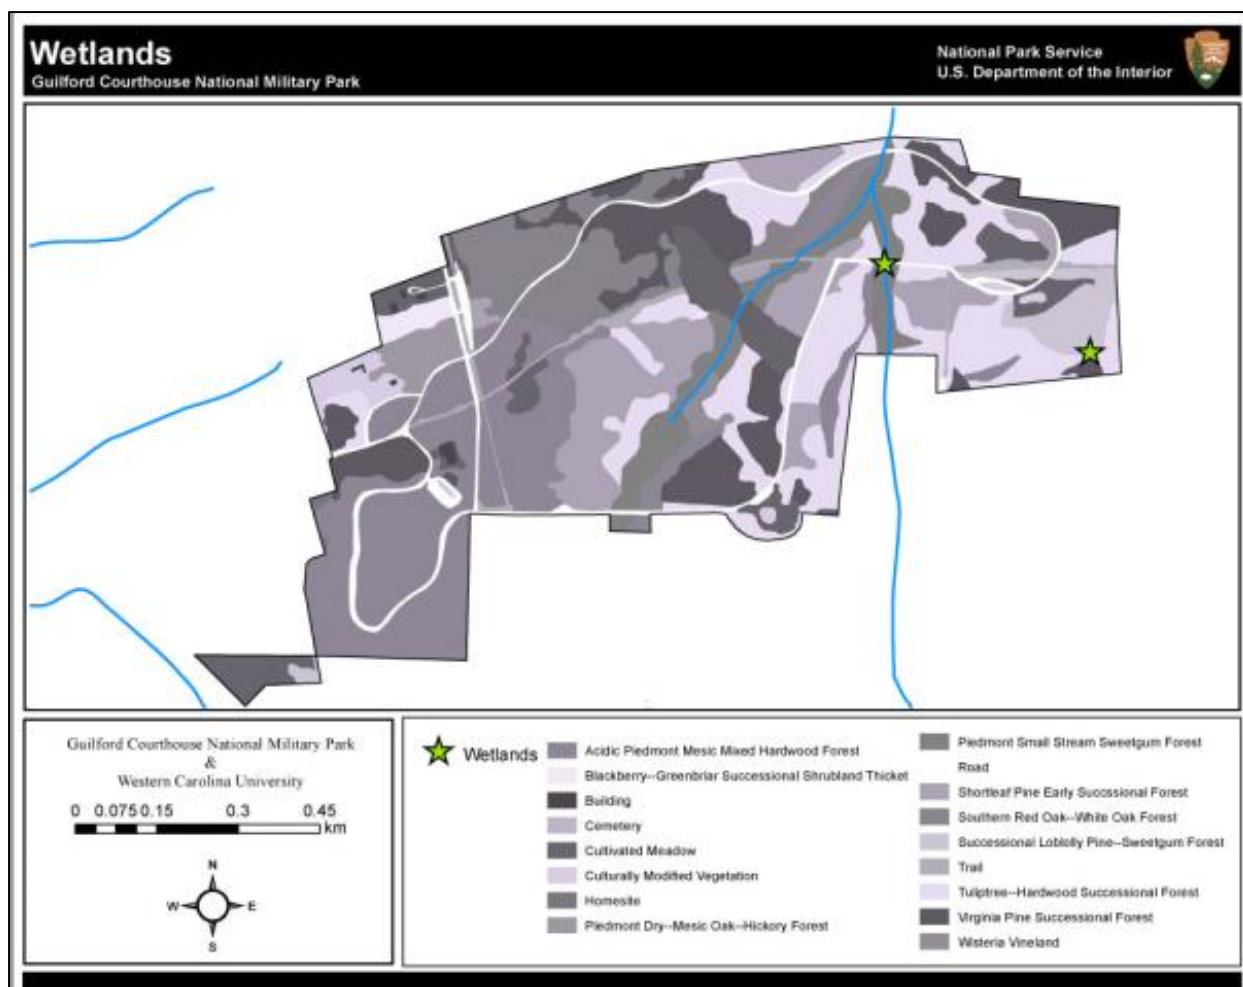 Wetlands
Guilford Courthouse National Military Park
National Park Service
U.S. Department of the Interior
Guilford Courthouse National Military Park
&
Western Carolina University
0 0.075 0.15 0.3 0.45
km
N
W E
S
Wetlands
Acidic Piedmont Mesic Mixed Hardwood Forest
Blackberry--Greenbriar Successional Shrubland Thicket
Building
Cemetery
Cultivated Meadow
Culturally Modified Vegetation
Homesite
Piedmont Dry--Mesic Oak--Hickory Forest
Piedmont Small Stream Sweetgum Forest
Road
Shortleaf Pine Early Sucssional Forest
Southern Red Oak--White Oak Forest
Successional Loblolly Pine--Sweetgum Forest
Trail
Tuliptree--Hardwood Successional Forest
Virginia Pine Successional Forest
Wisteria Vineland